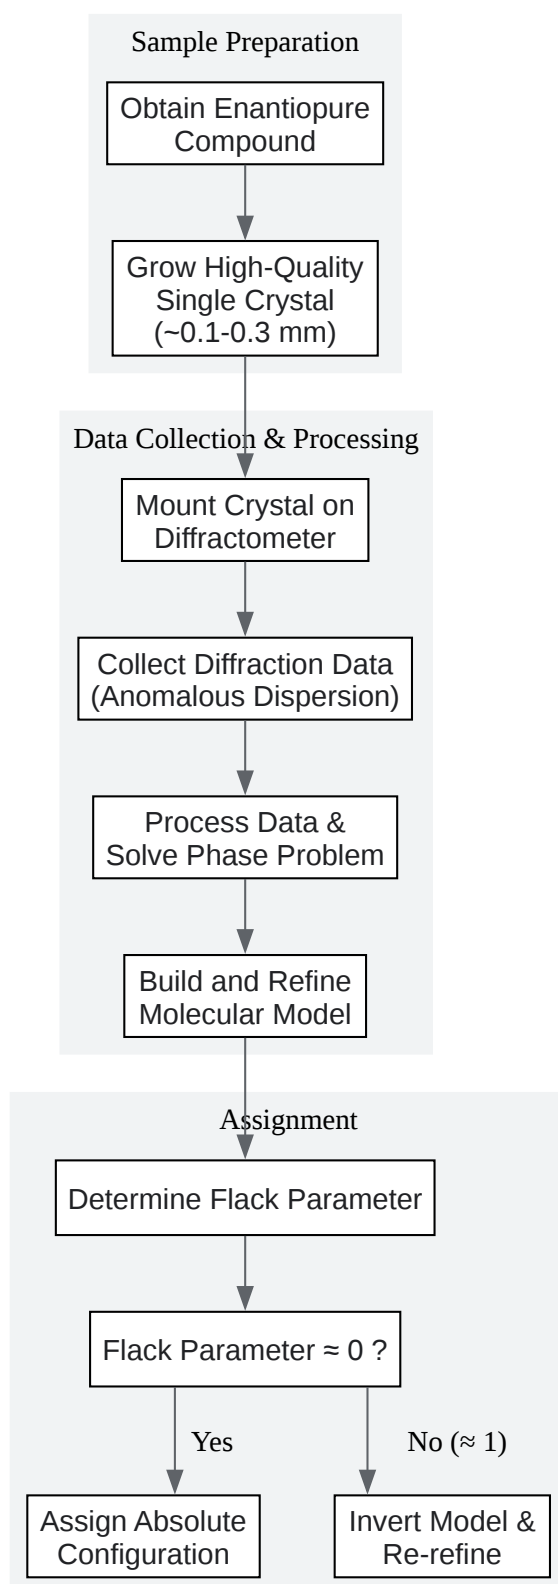 Sample Preparation
Obtain Enantiopure
Compound
Grow High-Quality
Single Crystal
(~0.1-0.3 mm)
Data Collection & Processing
Mount Crystal on
Diffractometer
Collect Diffraction Data
(Anomalous Dispersion)
Process Data &
Solve Phase Problem
Build and Refine
Molecular Model
Assignment
Determine Flack Parameter
Flack Parameter ≈ 0 ?
Yes
No (≈ 1)
Assign Absolute
Configuration
Invert Model &
Re-refine